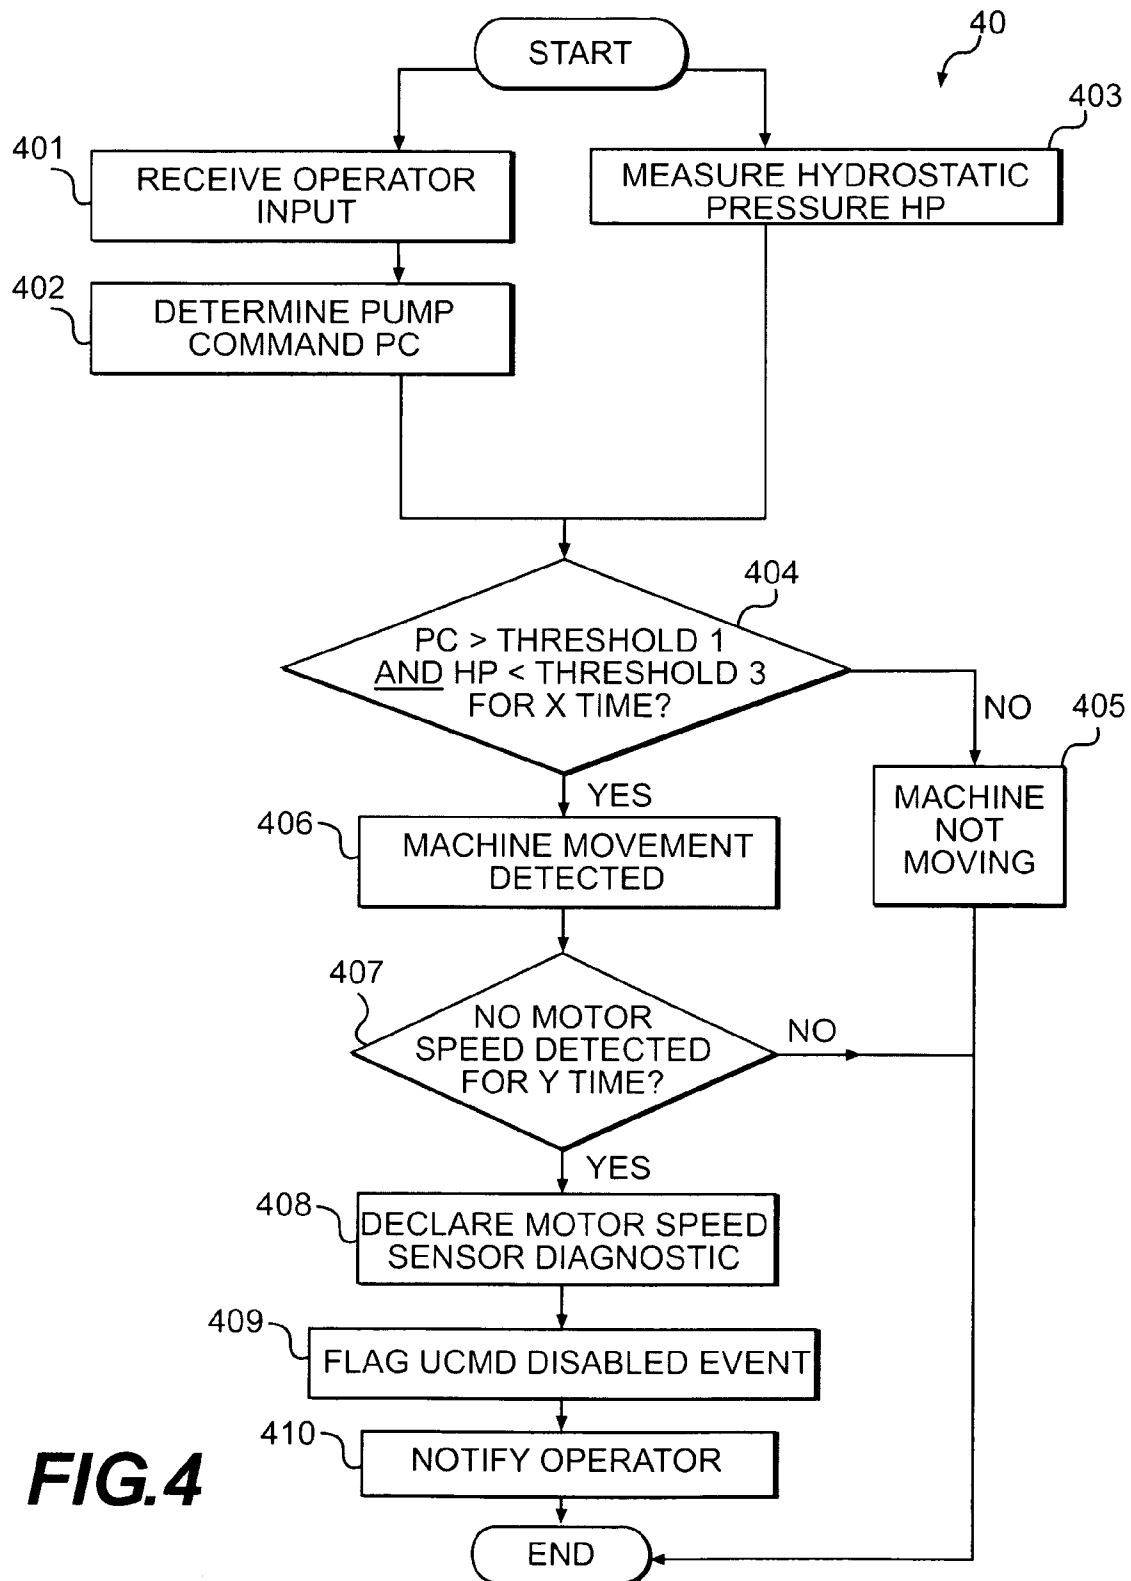 START
40
403
401
RECEIVE OPERATOR
INPUT
MEASURE HYDROSTATIC
PRESSURE HP
402
DETERMINE PUMP
COMMAND PC
404
PC > THRESHOLD 1
AND HP < THRESHOLD 3
FOR X TIME?
NO
405
MACHINE
NOT
MOVING
YES
406
MACHINE MOVEMENT
DETECTED
407
NO MOTOR
SPEED DETECTED
FOR Y TIME?
NO
YES
408
DECLARE MOTOR SPEED
SENSOR DIAGNOSTIC
409
FLAG UCMD DISABLED EVENT
410
NOTIFY OPERATOR
FIG.4
END